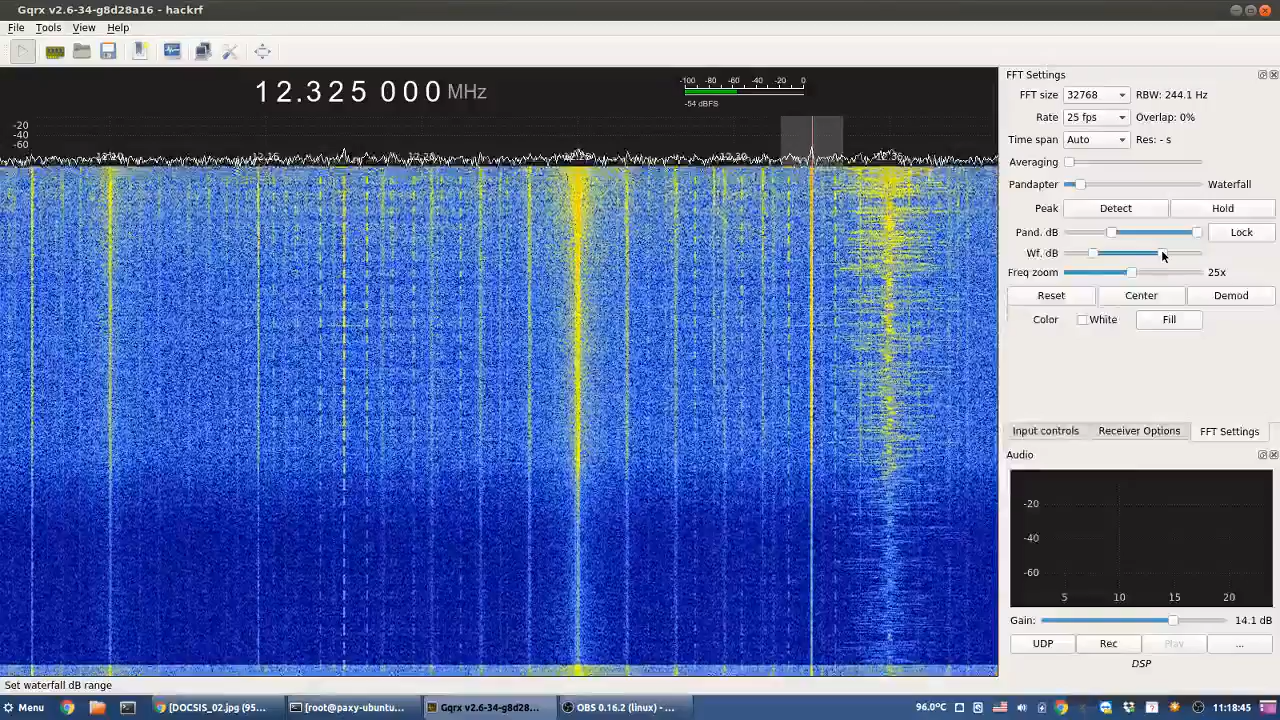 Gqrx v2.6-34-g8d28a16 - hackrf
File Tools View Help
12.325 000 MHz
-100 -80 -60 -40 -20 0
-54 dBFS
-20
-40
-60
FFT Settings
FFT size 32768 RBW: 244.1 Hz
Rate 25 fps Overlap: 0%
Time span Auto Res: - s
Averaging
Pandapter Waterfall
Peak Detect Hold
Pand. dB Lock
Wf. dB
Freq zoom 25x
Reset Center Demod
Color White Fill
Input controls Receiver Options FFT Settings
Audio
-20
-40
-60
5 10 15 20
Gain: 14.1 dB
UDP Rec Play ...
DSP
Set waterfall dB range
Menu [DOCSIS_02.jpg (95... [root@paxy-ubuntu... Gqrx v2.6-34-g8d28... OBS 0.16.2 (linux) - ... 96.0°C 11:18:45